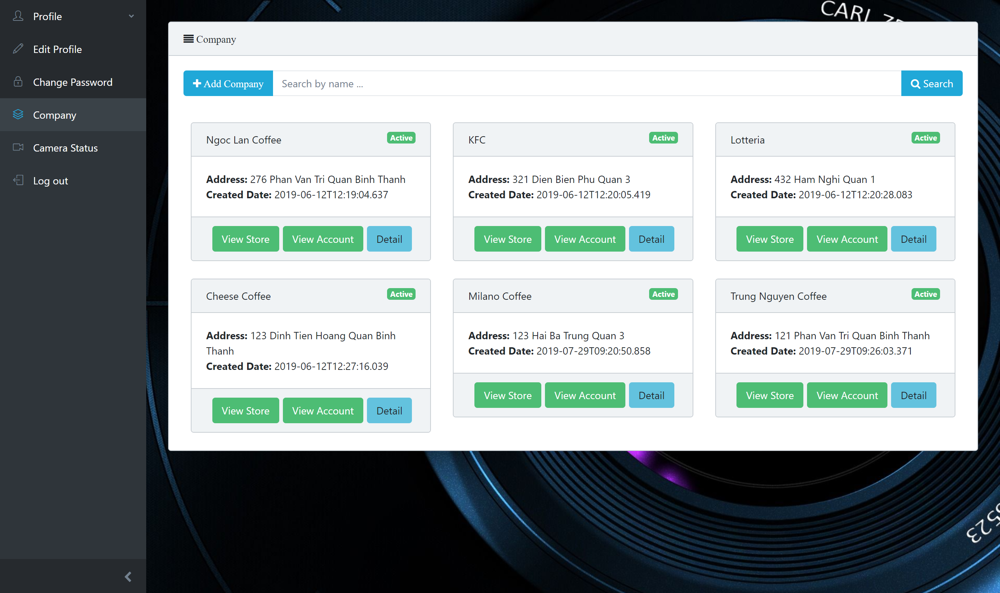 Profile
Edit Profile
Change Password
Company
Camera Status
Log out
CARL
Company
Add Company
Search by name ...
Search
Ngoc Lan Coffee
Active
Address: 276 Phan Van Tri Quan Binh Thanh
Created Date: 2019-06-12T12:19:04.637
View Store
View Account
Detail
KFC
Active
Address: 321 Dien Bien Phu Quan 3
Created Date: 2019-06-12T12:20:05.419
View Store
View Account
Detail
Lotteria
Active
Address: 432 Ham Nghi Quan 1
Created Date: 2019-06-12T12:20:28.083
View Store
View Account
Detail
Cheese Coffee
Active
Address: 123 Dinh Tien Hoang Quan Binh
Thanh
Created Date: 2019-06-12T12:27:16.039
View Store
View Account
Detail
Milano Coffee
Active
Address: 123 Hai Ba Trung Quan 3
Created Date: 2019-07-29T09:20:50.858
View Store
View Account
Detail
Trung Nguyen Coffee
Active
Address: 121 Phan Van Tri Quan Binh Thanh
Created Date: 2019-07-29T09:26:03.371
View Store
View Account
Detail